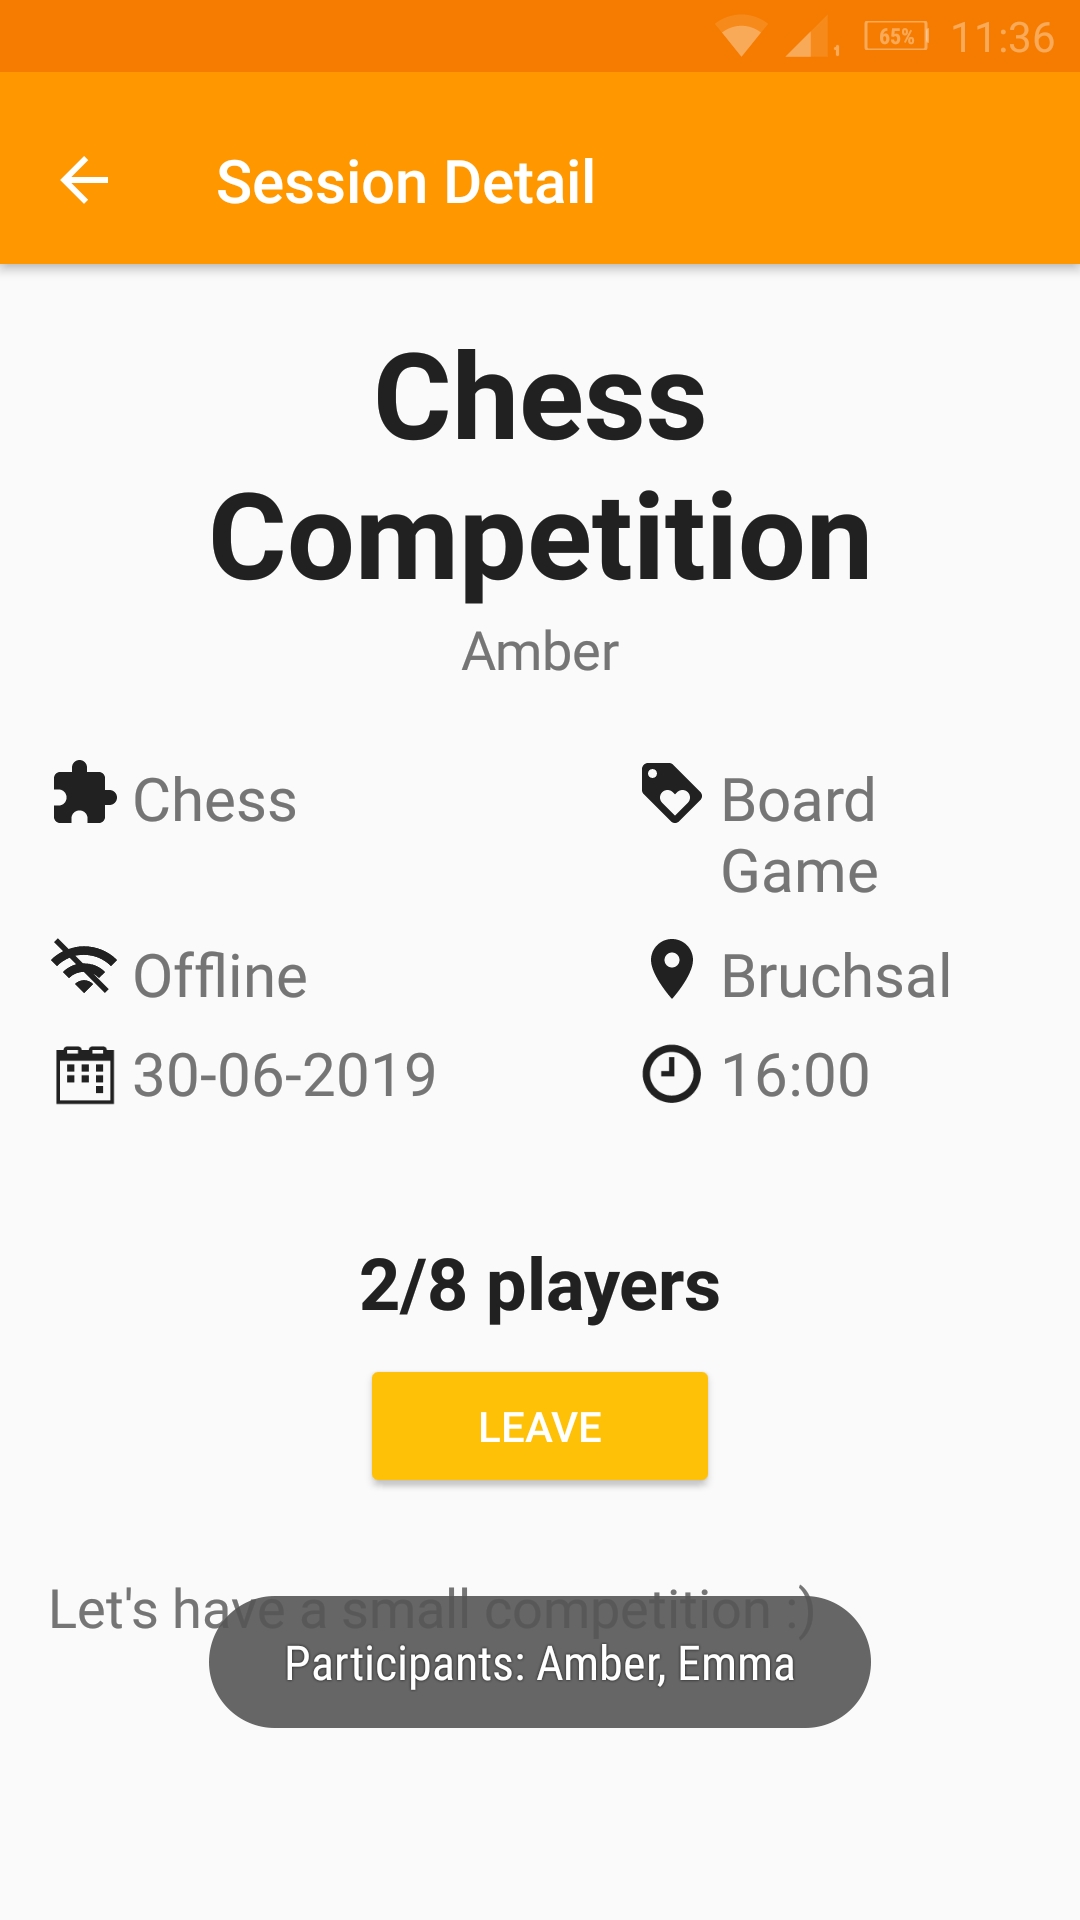 65% 11:36
Session Detail
Chess
Competition
Amber
Chess
Board
Game
Offline
Bruchsal
30-06-2019
16:00
2/8 players
LEAVE
Let's have a small competition :)
Participants: Amber, Emma